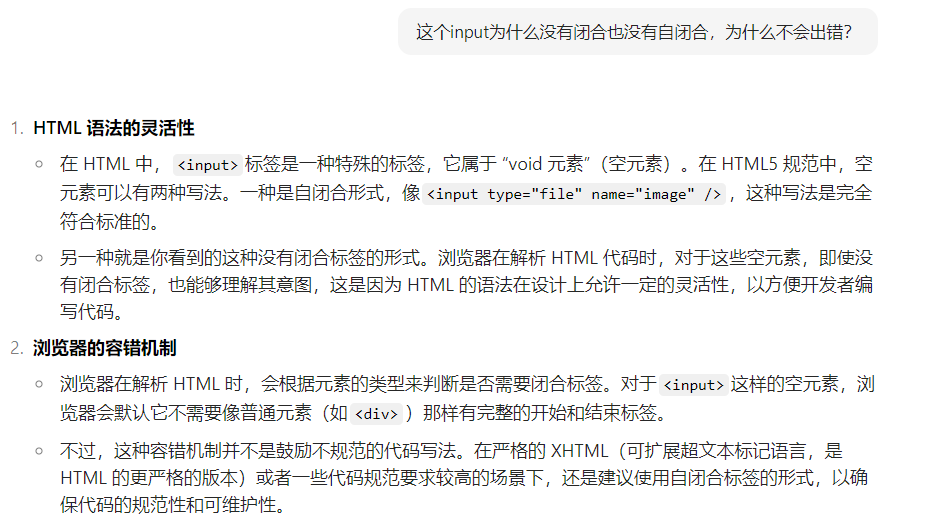 这个input为什么没有闭合也没有自闭合，为什么不会出错？
1. HTML 语法的灵活性
在 HTML 中，<input>标签是一种特殊的标签，它属于 “void 元素”（空元素）。在 HTML5 规范中，空
元素可以有两种写法。一种是自闭合形式，像<input type="file" name="image" />，这种写法是完全
符合标准的。
另一种就是你看到的这种没有闭合标签的形式。浏览器在解析 HTML 代码时，对于这些空元素，即使没
有闭合标签，也能够理解其意图，这是因为 HTML 的语法在设计上允许一定的灵活性，以方便开发者编
写代码。
2. 浏览器的容错机制
浏览器在解析 HTML 时，会根据元素的类型来判断是否需要闭合标签。对于<input>这样的空元素，浏
览器会默认它不需要像普通元素（如<div>）那样有完整的开始和结束标签。
不过，这种容错机制并不是鼓励不规范的代码写法。在严格的 XHTML（可扩展超文本标记语言，是
HTML 的更严格的版本）或者一些代码规范要求较高的场景下，还是建议使用自闭合标签的形式，以确
保代码的规范性和可维护性。